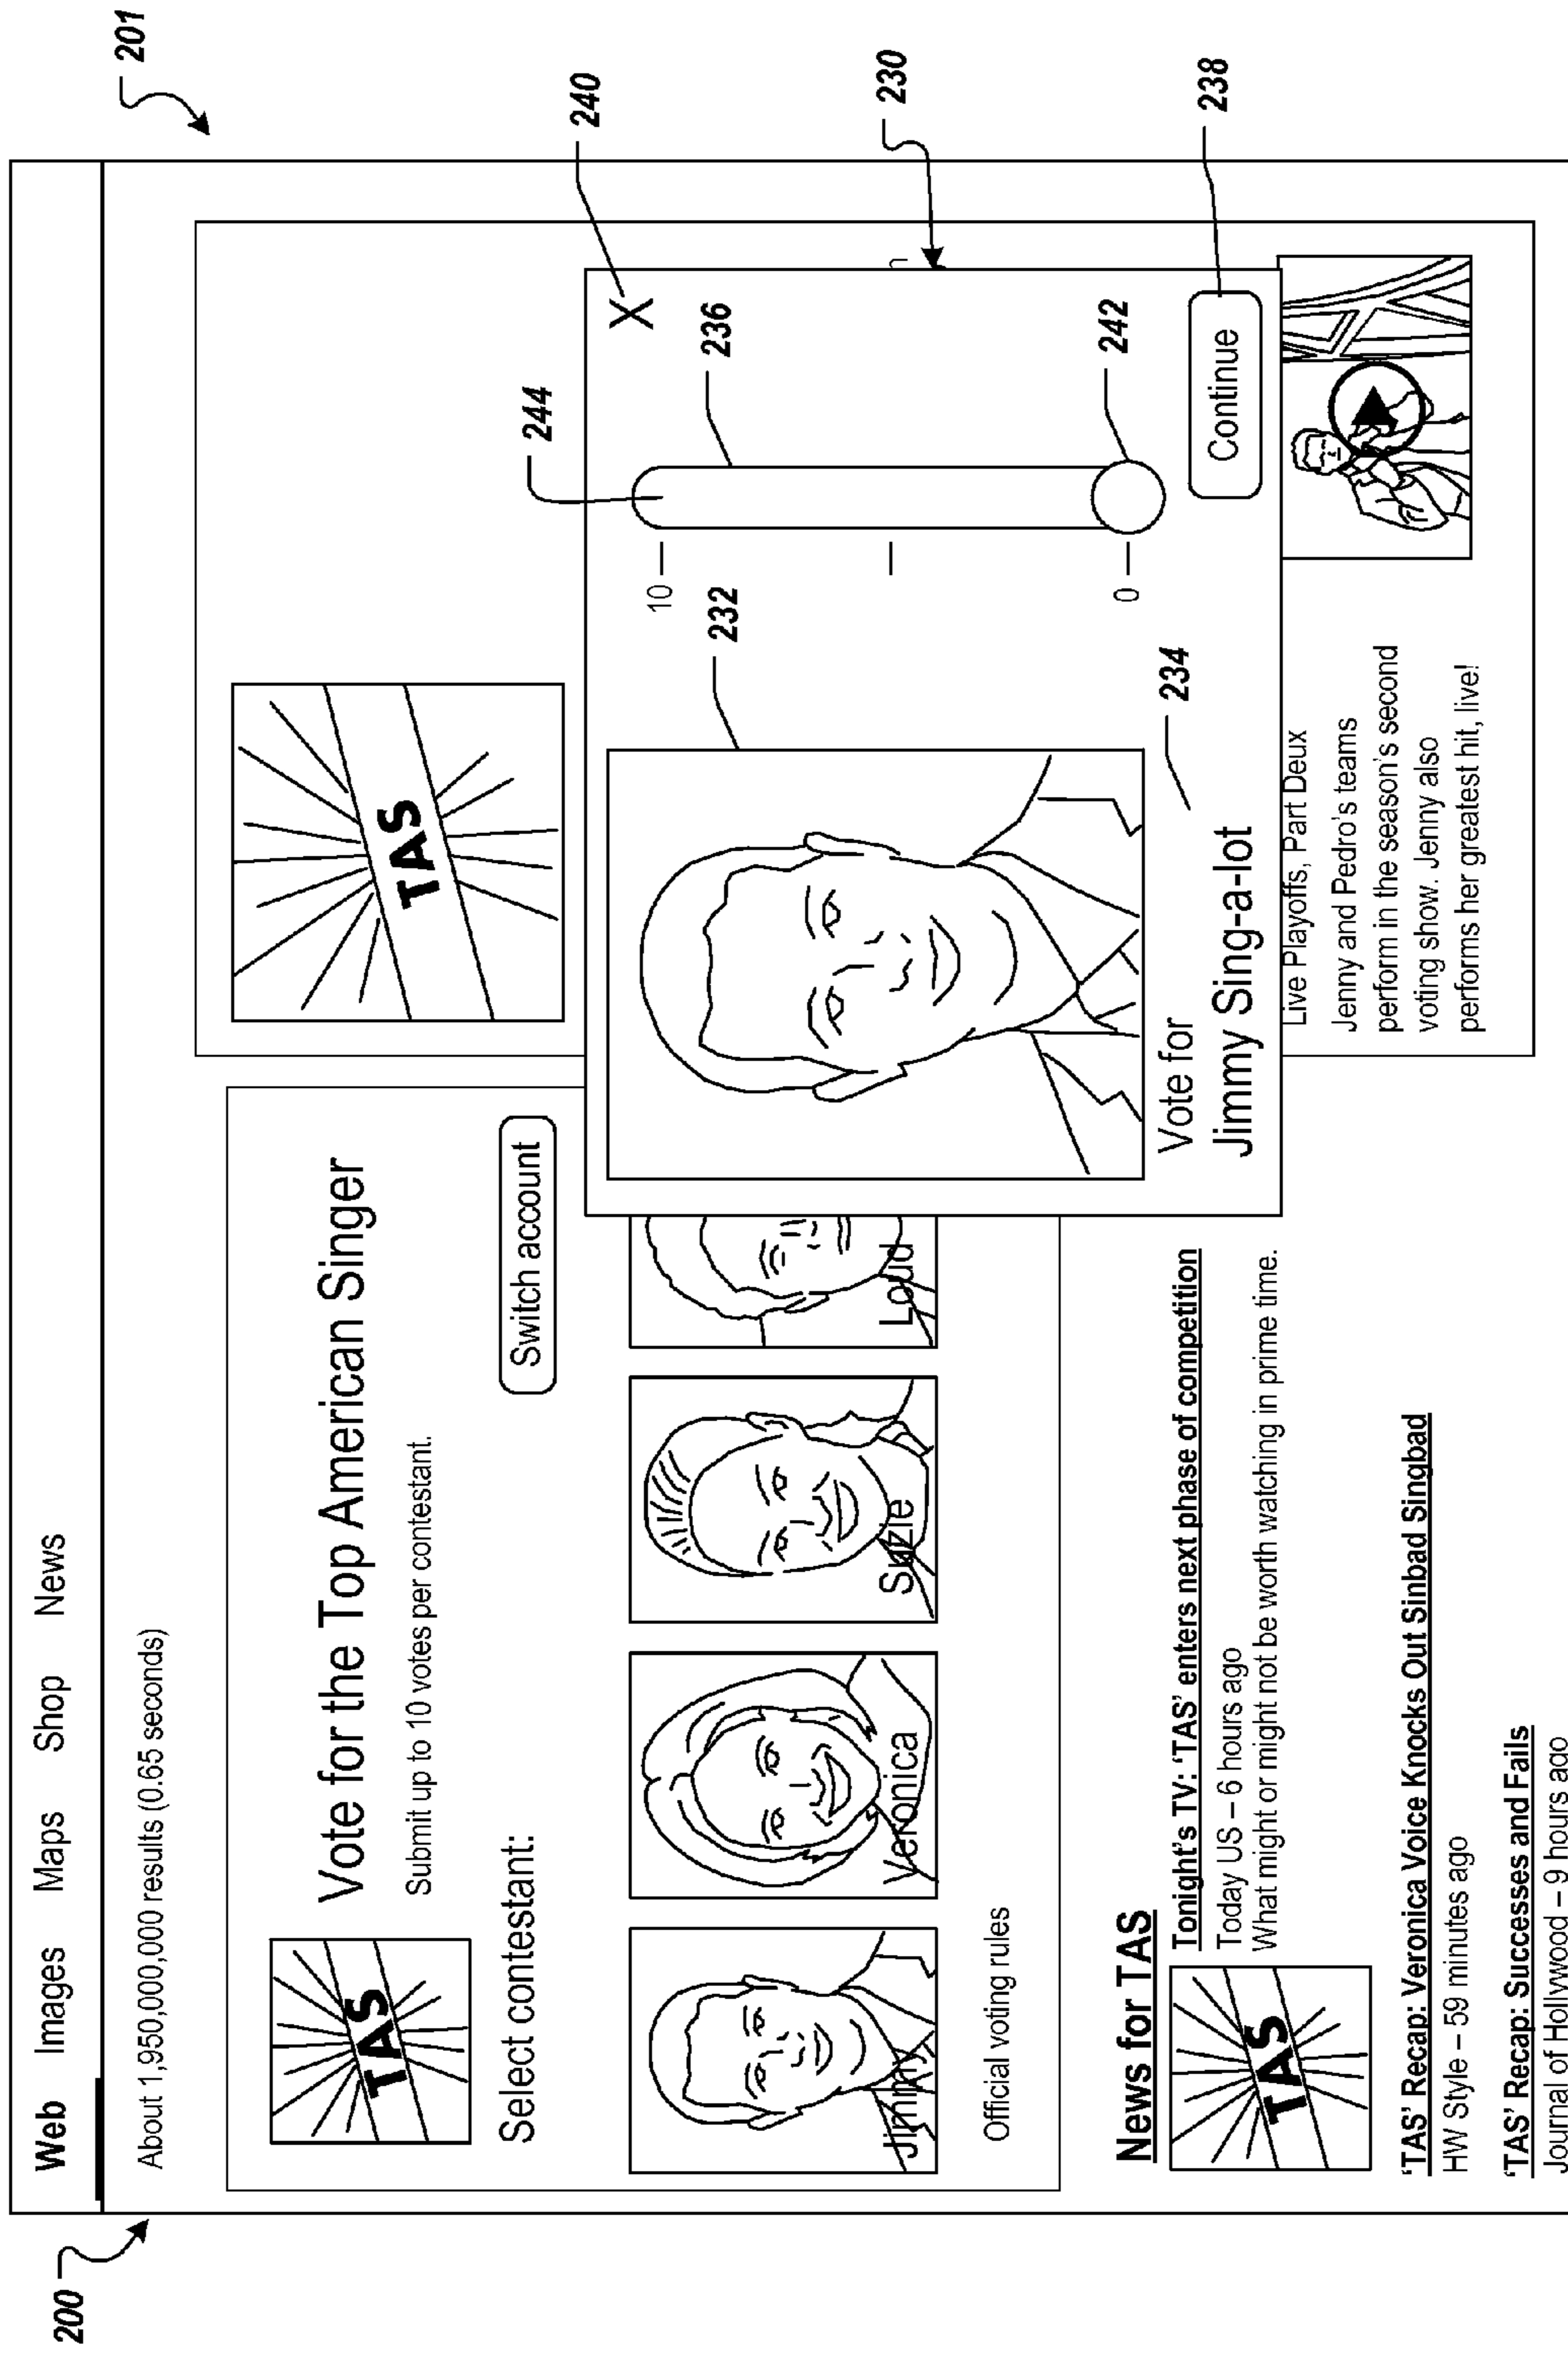 200
201
Web Images Maps Shop News
About 1,950,000,000 results (0.65 seconds)
TAS
Vote for the Top American Singer
Submit up to 10 votes per contestant.
Switch account
Select contestant:
Jimmy
Veronica
Suzie
Loud
Official voting rules
TAS
240
X
244
236
230
10
232
0
242
234
Vote for
Jimmy Sing-a-lot
Continue
238
Live Playoffs, Part Deux
Jenny and Pedro's teams
perform in the season's second
voting show. Jenny also
performs her greatest hit, live!
News for TAS
TAS
Tonight's TV: ‘TAS’ enters next phase of competition
Today US – 6 hours ago
What might or might not be worth watching in prime time.
‘TAS’ Recap: Veronica Voice Knocks Out Sinbad Singbad
HW Style – 59 minutes ago
‘TAS’ Recap: Successes and Fails
Journal of Hollywood – 9 hours ago